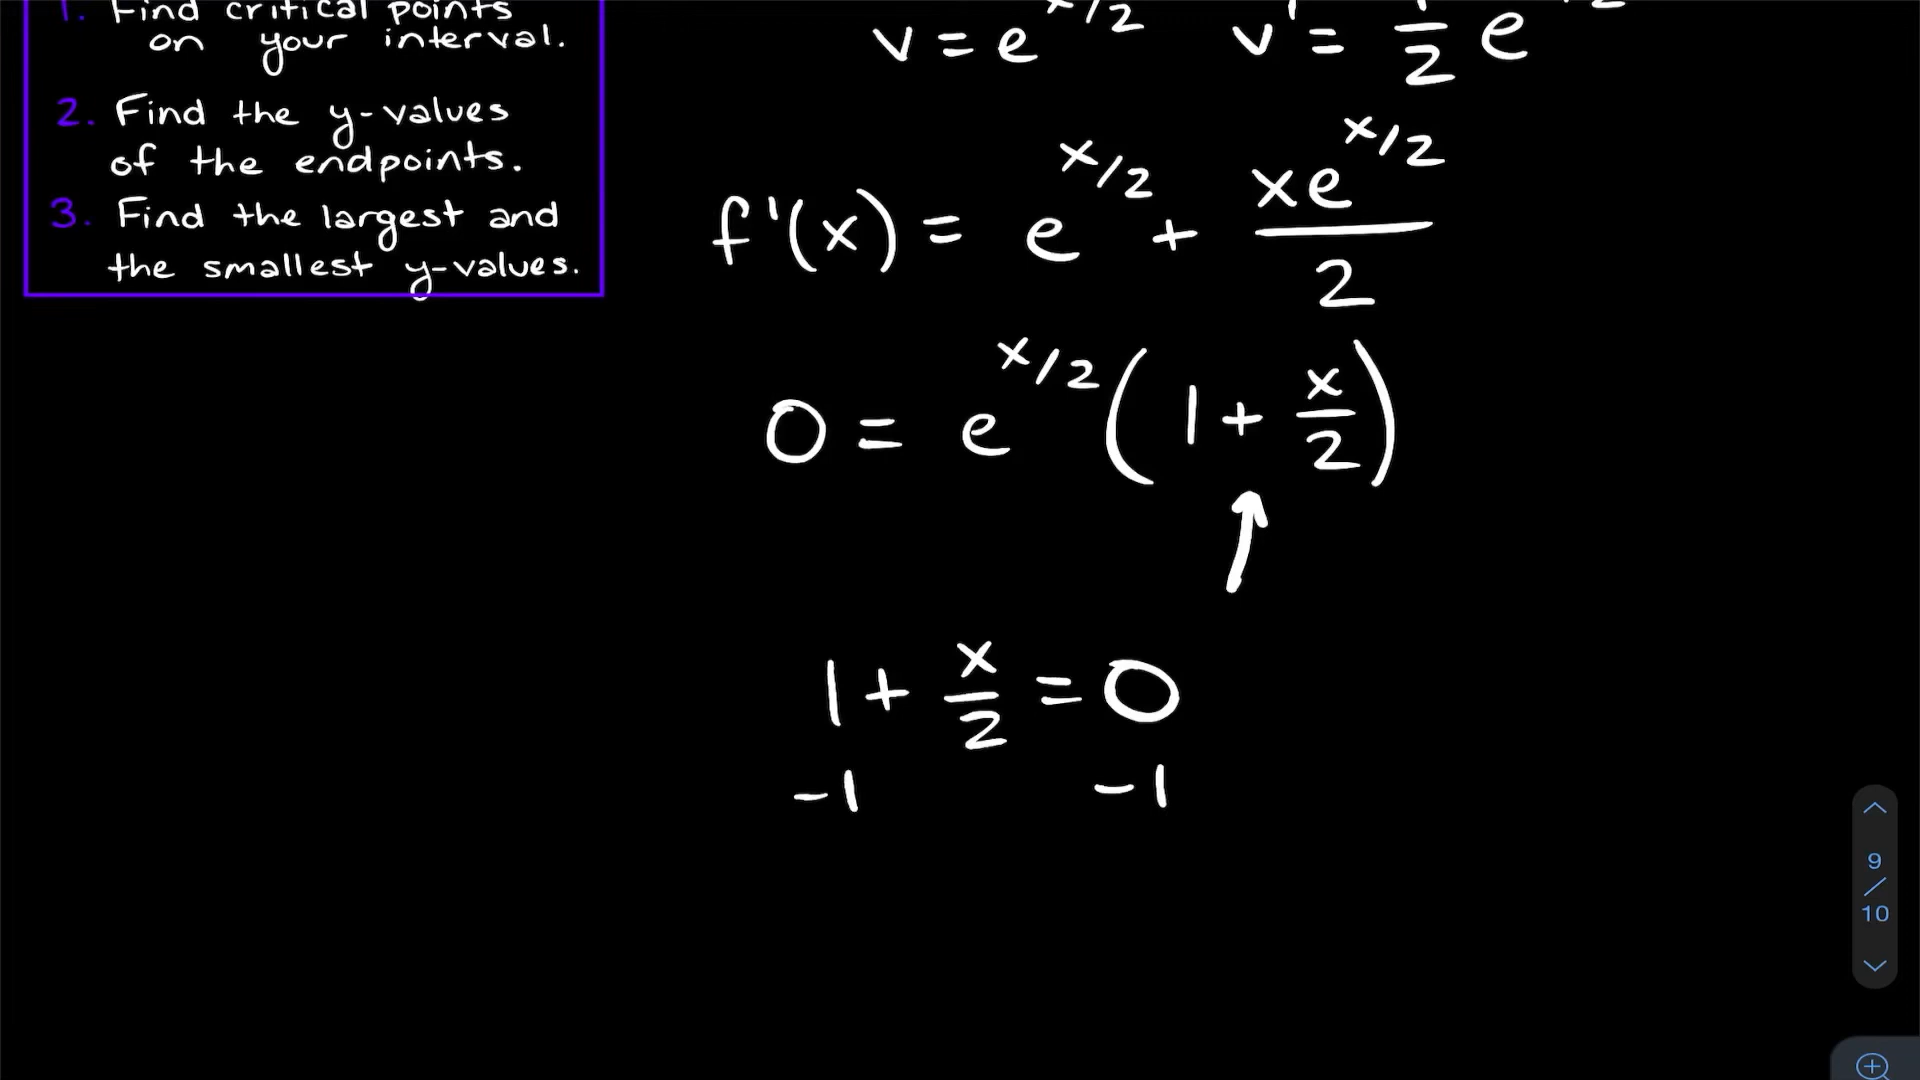 1. Find critical points
on your interval.
2. Find the y-values
of the endpoints.
3. Find the largest and
the smallest y-values.
v = e^x/2 v' = 1/2 e
f'(x) = e^x/2 + xe^x/2 / 2
0 = e^x/2 (1 + x/2)
1 + x/2 = 0
-1 -1
9
/
10